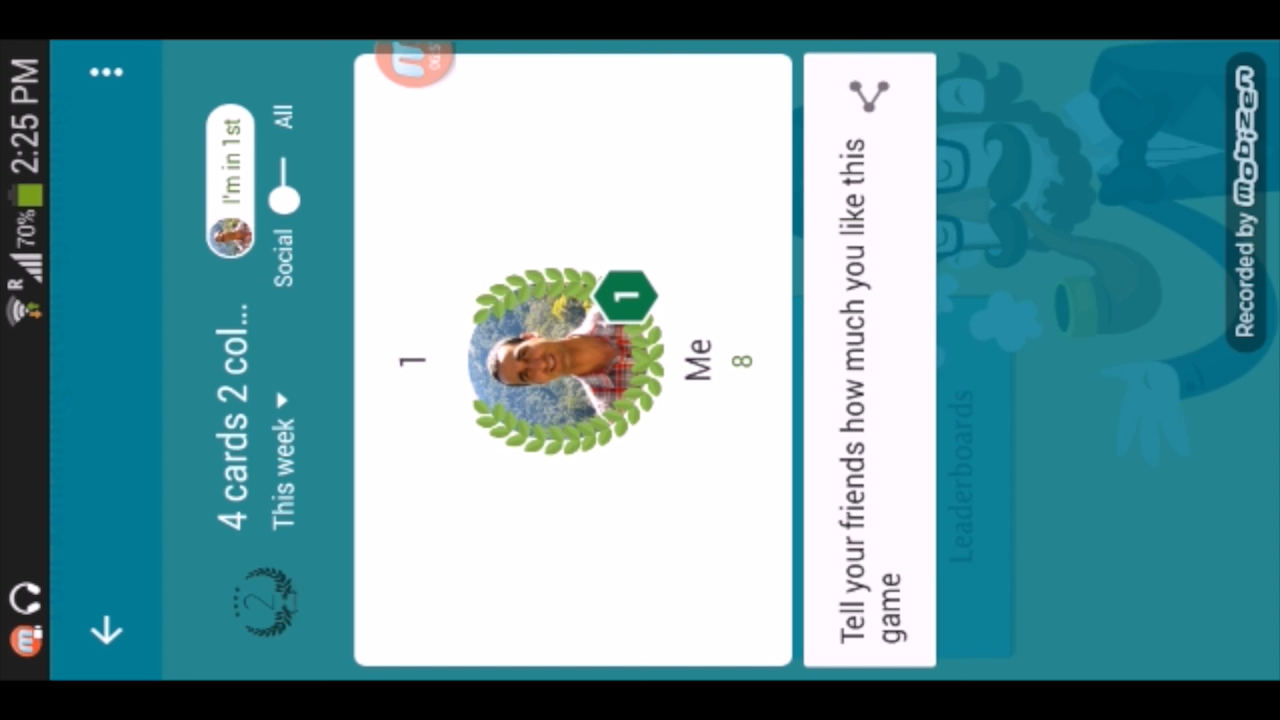 R 70% 2:25 PM
4 cards 2 col...
I'm in 1st
This week
Social
All
2
1
1
Me
8
Tell your friends how much you like this
game
Leaderboards
Recorded by mobizen